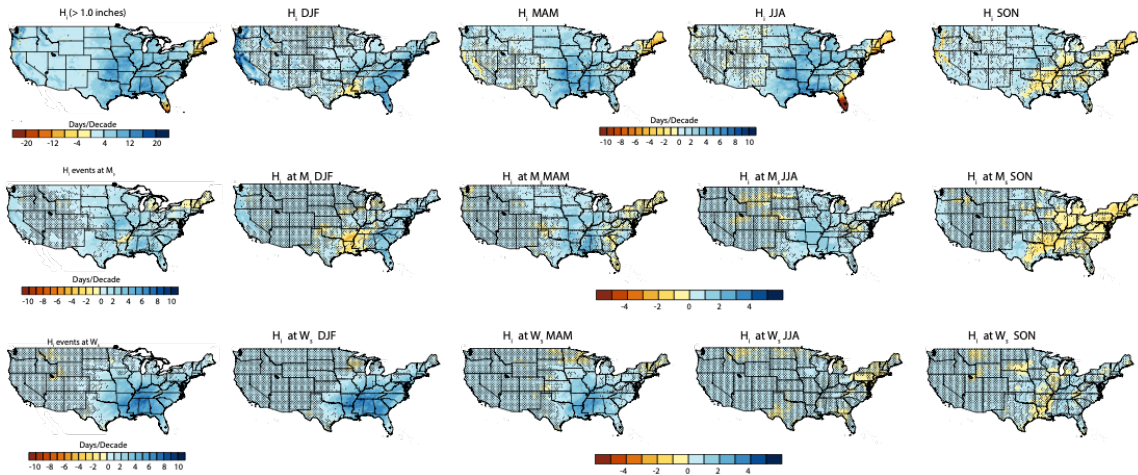 Hi (> 1.0 inches)
Hi DJF
Hi MAM
Hi JJA
Hi SON
Days/Decade
-20 -12 -4 4 12 20
Days/Decade
-10 -8 -6 -4 -2 0 2 4 6 8 10
Hi events at Ms
Hi at Ms DJF
Hi at Ms MAM
Hi at Ms JJA
Hi at Ms SON
Days/Decade
-10 -8 -6 -4 -2 0 2 4 6 8 10
-4 -2 0 2 4
Hi events at Ws
Hi at Ws DJF
Hi at Ws MAM
Hi at Ws JJA
Hi at Ws SON
Days/Decade
-10 -8 -6 -4 -2 0 2 4 6 8 10
-4 -2 0 2 4